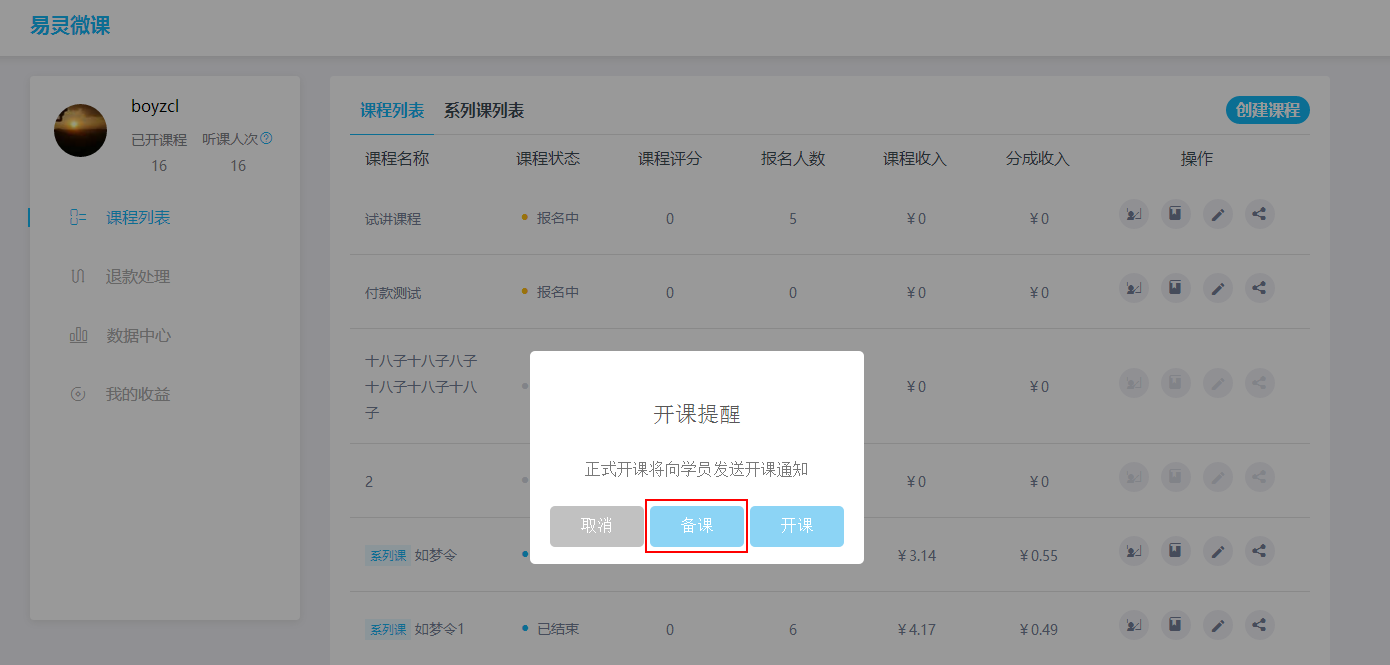 易灵微课
boyzcl
已开课程 听课人次
16 16
课程列表
退款处理
数据中心
我的收益
课程列表 系列课列表 创建课程
课程名称 课程状态 课程评分 报名人数 课程收入 分成收入 操作
试讲课程 报名中 0 5 ￥0 ￥0
付款测试 报名中 0 0 ￥0 ￥0
十八子十八子八子
十八子十八子十八
子
￥0 ￥0
2 ￥0 ￥0
系列课 如梦令 ￥3.14 ￥0.55
系列课 如梦令1 已结束 0 6 ￥4.17 ￥0.49
开课提醒
正式开课将向学员发送开课通知
取消 备课 开课